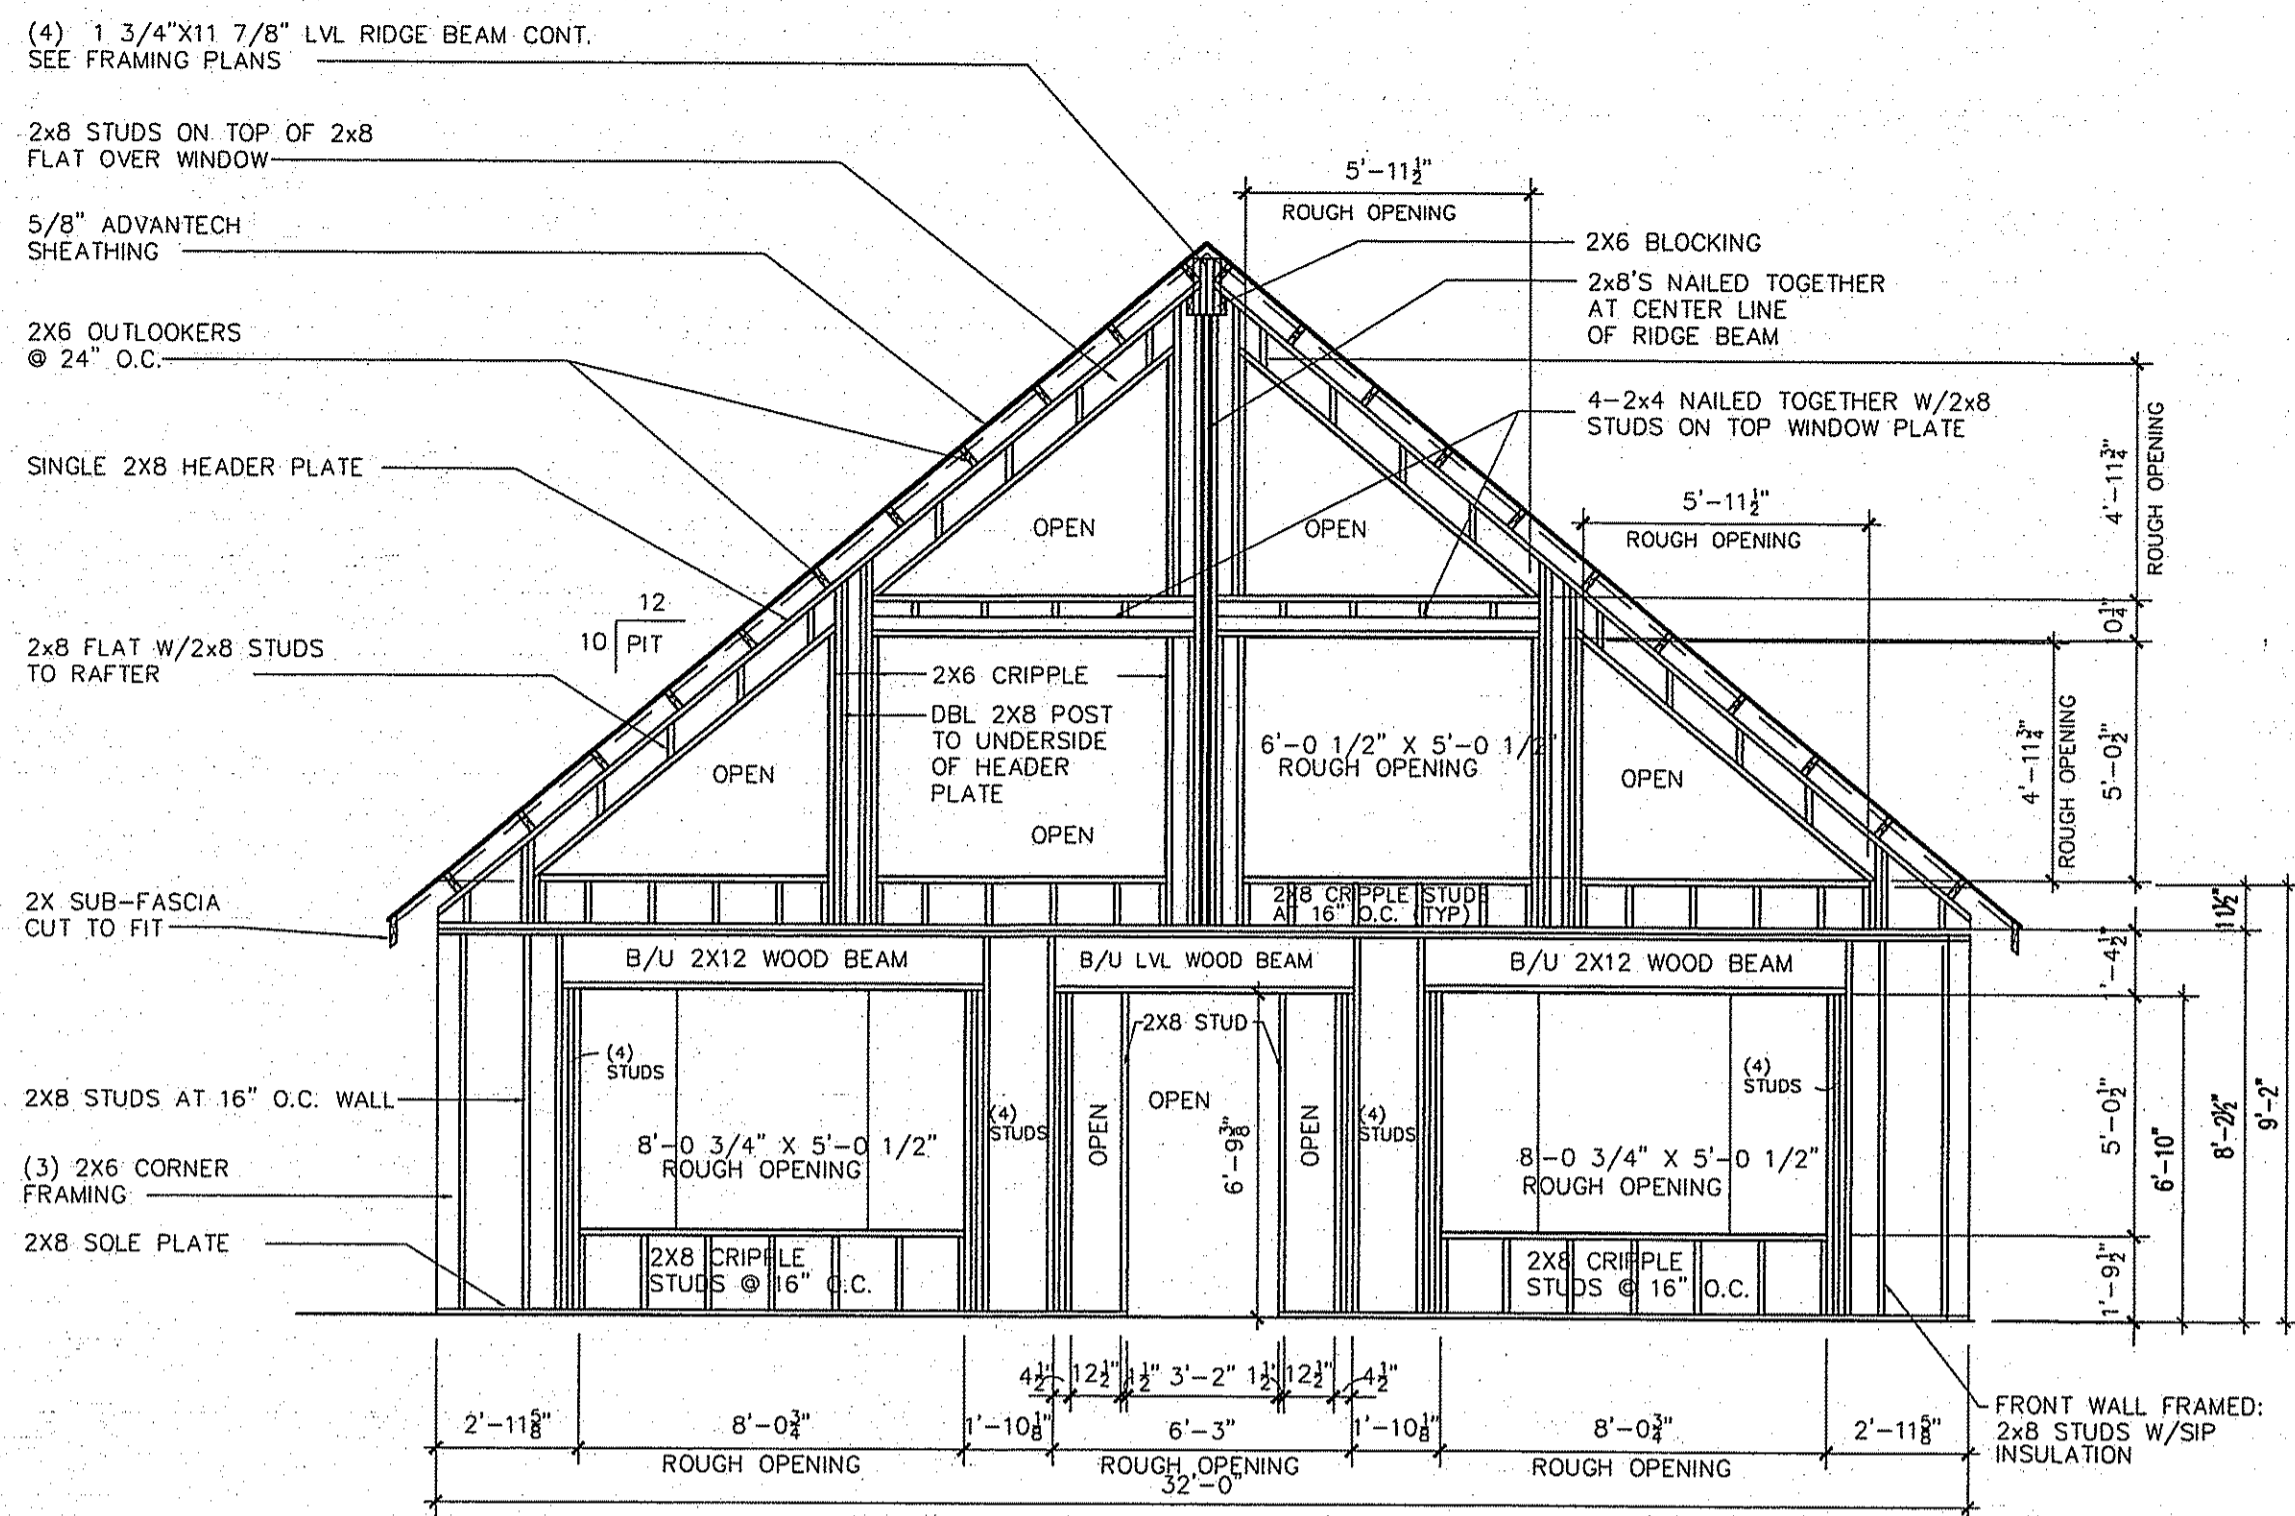 (4) 1 3/4"X11 7/8" LVL RIDGE BEAM CONT.
SEE FRAMING PLANS
2x8 STUDS ON TOP OF 2x8
FLAT OVER WINDOW
5/8" ADVANTECH
SHEATHING
2X6 OUTLOOKERS
@ 24" O.C.
SINGLE 2X8 HEADER PLATE
12
10 PIT
2x8 FLAT W/2x8 STUDS
TO RAFTER
2X SUB-FASCIA
CUT TO FIT
2X8 STUDS AT 16" O.C. WALL
(3) 2X6 CORNER
FRAMING
2X8 SOLE PLATE
5'-11½"
ROUGH OPENING
2X6 BLOCKING
2x8'S NAILED TOGETHER
AT CENTER LINE
OF RIDGE BEAM
4-2x4 NAILED TOGETHER W/2x8
STUDS ON TOP WINDOW PLATE
5'-11½"
ROUGH OPENING
OPEN
OPEN
2X6 CRIPPLE
DBL 2X8 POST
TO UNDERSIDE
OF HEADER
PLATE
OPEN
OPEN
6'-0 1/2" X 5'-0 1/2"
ROUGH OPENING
OPEN
2X8 CRIPPLE STUDS
AT 16" O.C. (TYP)
4'-11¾"
ROUGH OPENING
10¼"
4'-11¾"
ROUGH OPENING
5'-0½"
11½"
1'-4½"
5'-0½"
1'-9½"
6'-10"
8'-2½"
9'-2"
B/U 2X12 WOOD BEAM
B/U LVL WOOD BEAM
B/U 2X12 WOOD BEAM
(4)
STUDS
8'-0 3/4" X 5'-0 1/2"
ROUGH OPENING
2X8 CRIPPLE
STUDS @ 16" O.C.
(4)
STUDS
OPEN
2X8 STUD
OPEN
6'-9⅜"
OPEN
(4)
STUDS
(4)
STUDS
8-0 3/4" X 5'-0 1/2"
ROUGH OPENING
2X8 CRIPPLE
STUDS @ 16" O.C.
4½" 12½" 1½" 3'-2" 1½" 12½" 4½"
2'-11⅝" 8'-0¾" 1'-10⅛" 6'-3" 1'-10⅛" 8'-0¾" 2'-11⅝"
ROUGH OPENING ROUGH OPENING ROUGH OPENING
32'-0"
FRONT WALL FRAMED:
2x8 STUDS W/SIP
INSULATION